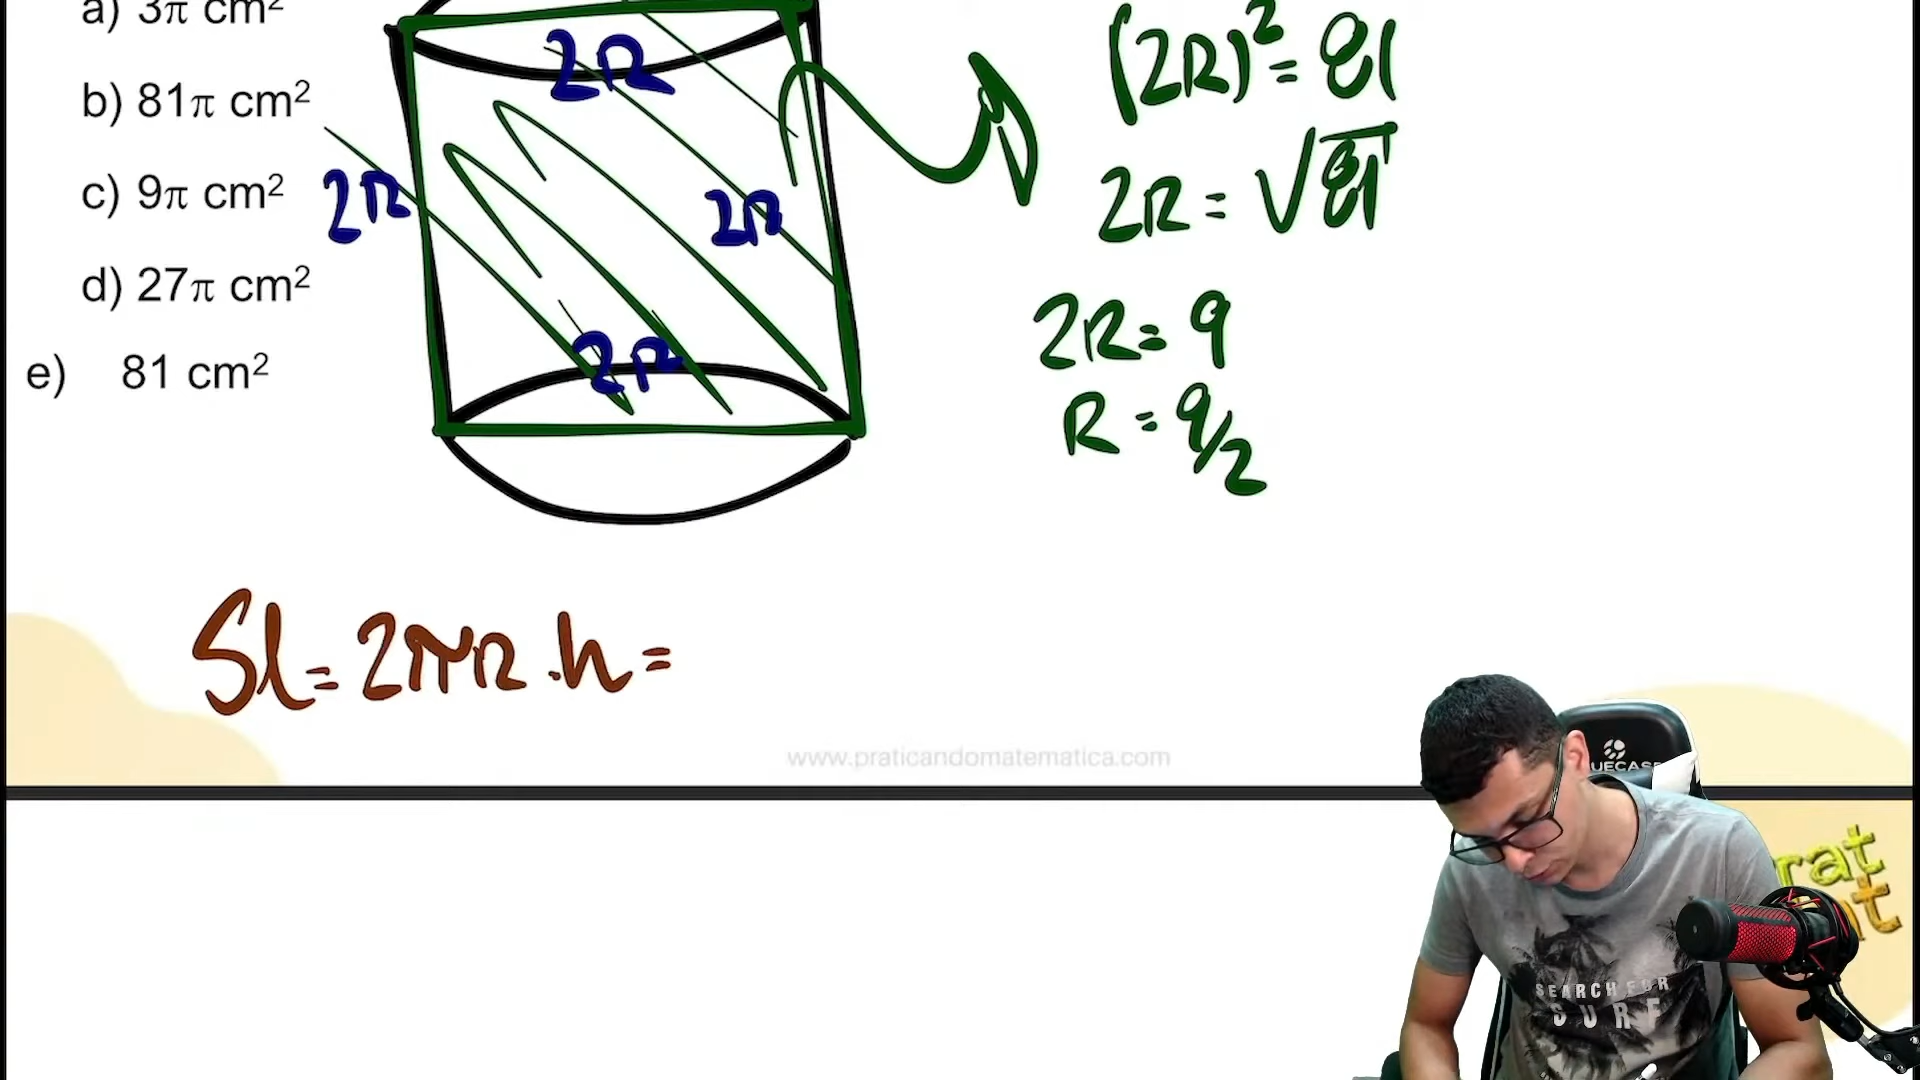 a) 3π cm²
b) 81π cm²
c) 9π cm²
d) 27π cm²
e) 81 cm²
2R
2R
2R
2R
(2R)² = 81
2R = √81
2R = 9
R = 9/2
Sl = 2πR . h =
www.praticandomatematica.com
SEARCH FOR
SURF